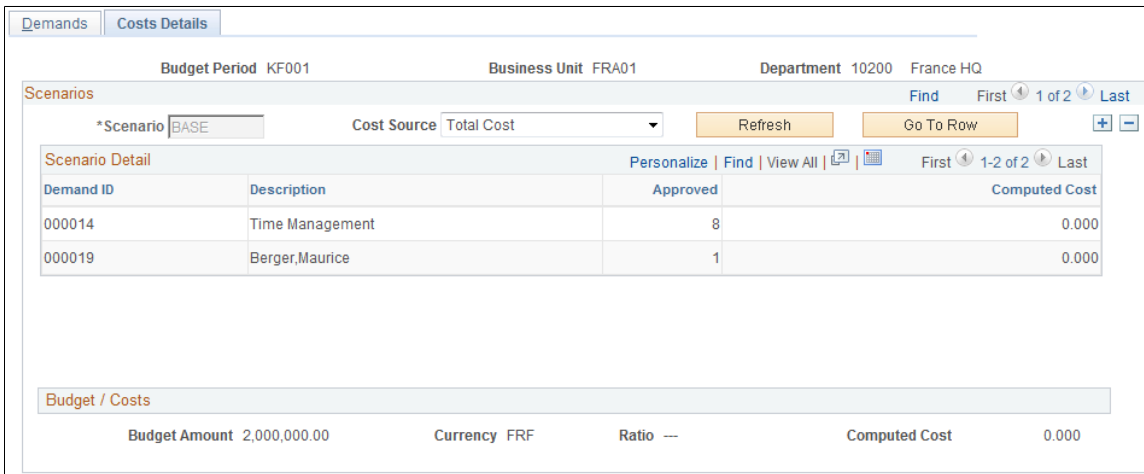 Demands Costs Details
Budget Period KF001 Business Unit FRA01 Department 10200 France HQ
Scenarios Find First 1 of 2 Last
*Scenario BASE Cost Source Total Cost Refresh Go To Row
Scenario Detail Personalize | Find | View All | | First 1-2 of 2 Last
Demand ID Description Approved Computed Cost
000014 Time Management 8 0.000
000019 Berger,Maurice 1 0.000
Budget / Costs
Budget Amount 2,000,000.00 Currency FRF Ratio --- Computed Cost 0.000